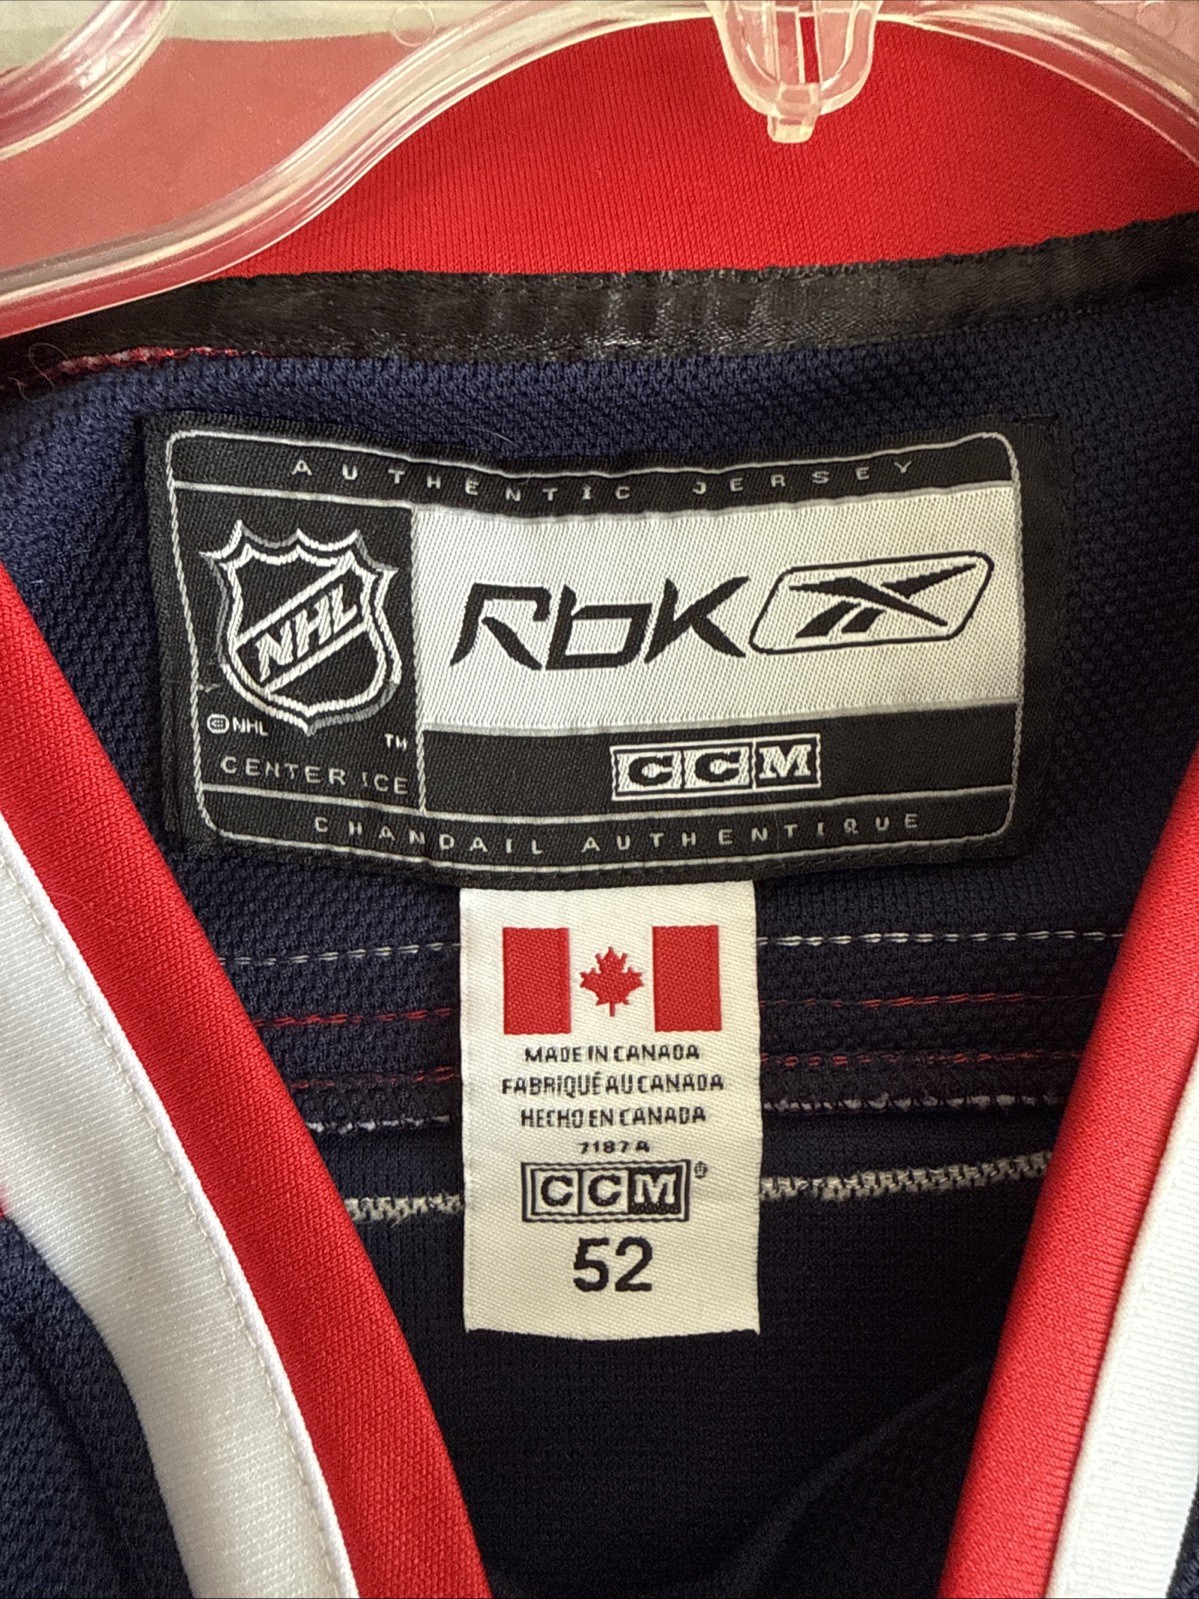 AUTHENTIC JERSEY
NHL
RbK
© NHL
TM
CCM
CENTER ICE
CHANDAIL AUTHENTIQUE
MADE IN CANADA
FABRIQUÉ AU CANADA
HECHO EN CANADA
7187A
CCM
52